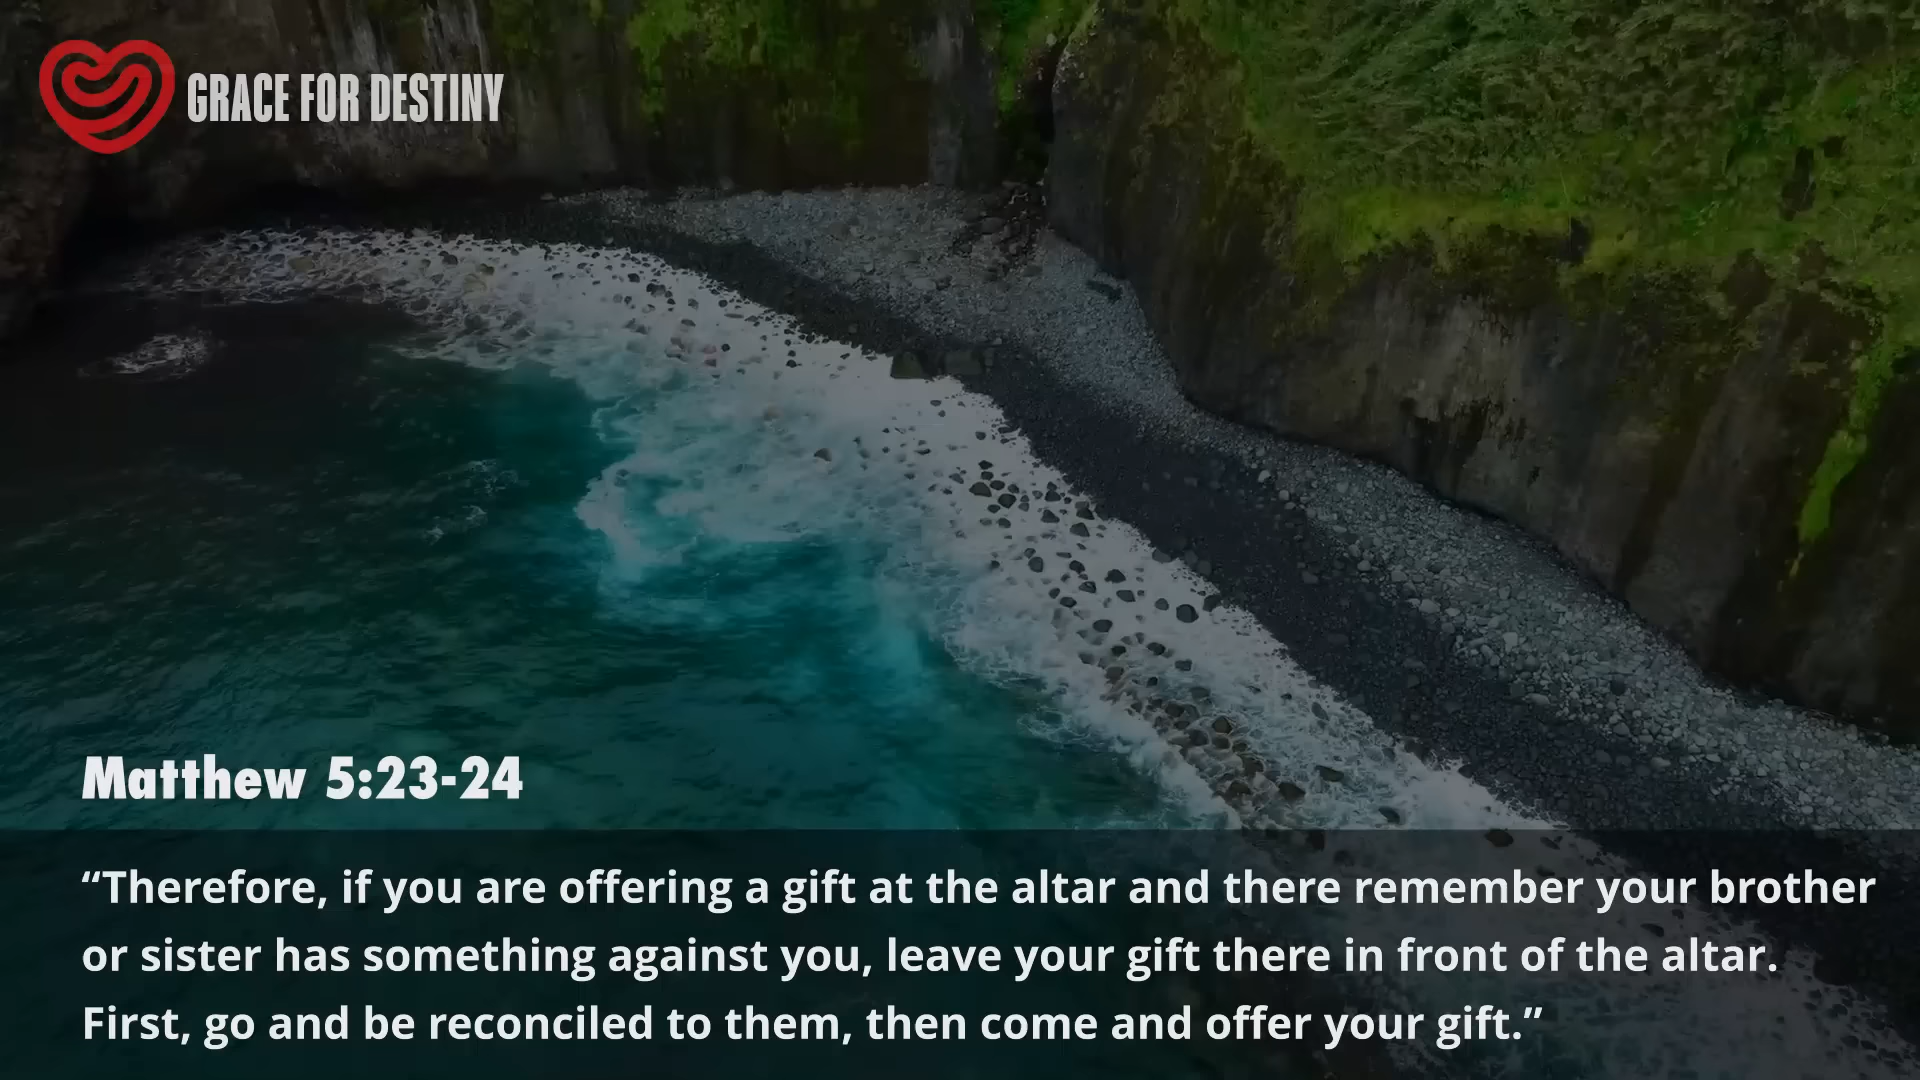 GRACE FOR DESTINY
Matthew 5:23-24
“Therefore, if you are offering a gift at the altar and there remember your brother
or sister has something against you, leave your gift there in front of the altar.
First, go and be reconciled to them, then come and offer your gift.”